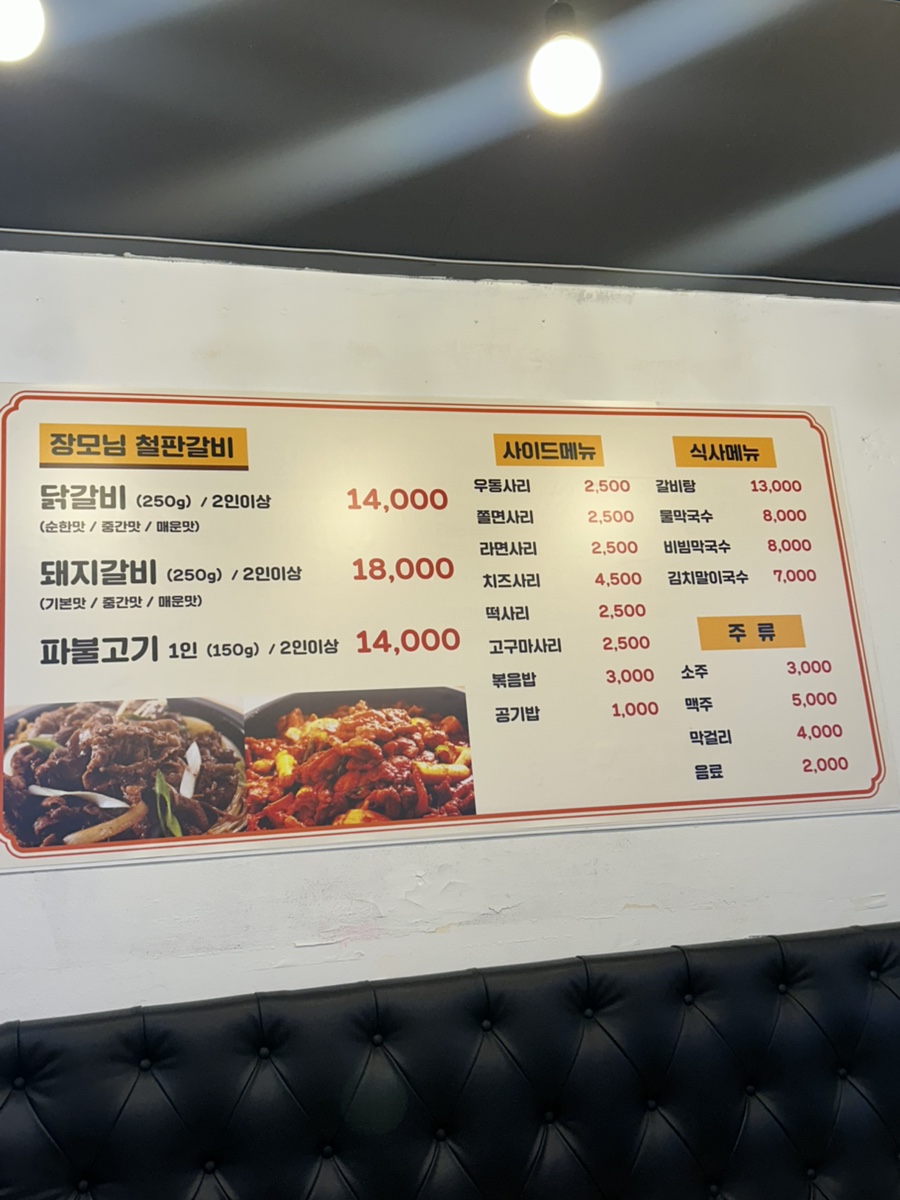 장모님 철판갈비
닭갈비 (250g) / 2인이상 14,000
(순한맛 / 중간맛 / 매운맛)
돼지갈비 (250g) / 2인이상 18,000
(기본맛 / 중간맛 / 매운맛)
파불고기 1인 (150g) / 2인이상 14,000
사이드메뉴
우동사리 2,500
쫄면사리 2,500
라면사리 2,500
치즈사리 4,500
떡사리 2,500
고구마사리 2,500
볶음밥 3,000
공기밥 1,000
식사메뉴
갈비탕 13,000
물막국수 8,000
비빔막국수 8,000
김치말이국수 7,000
주 류
소주 3,000
맥주 5,000
막걸리 4,000
음료 2,000